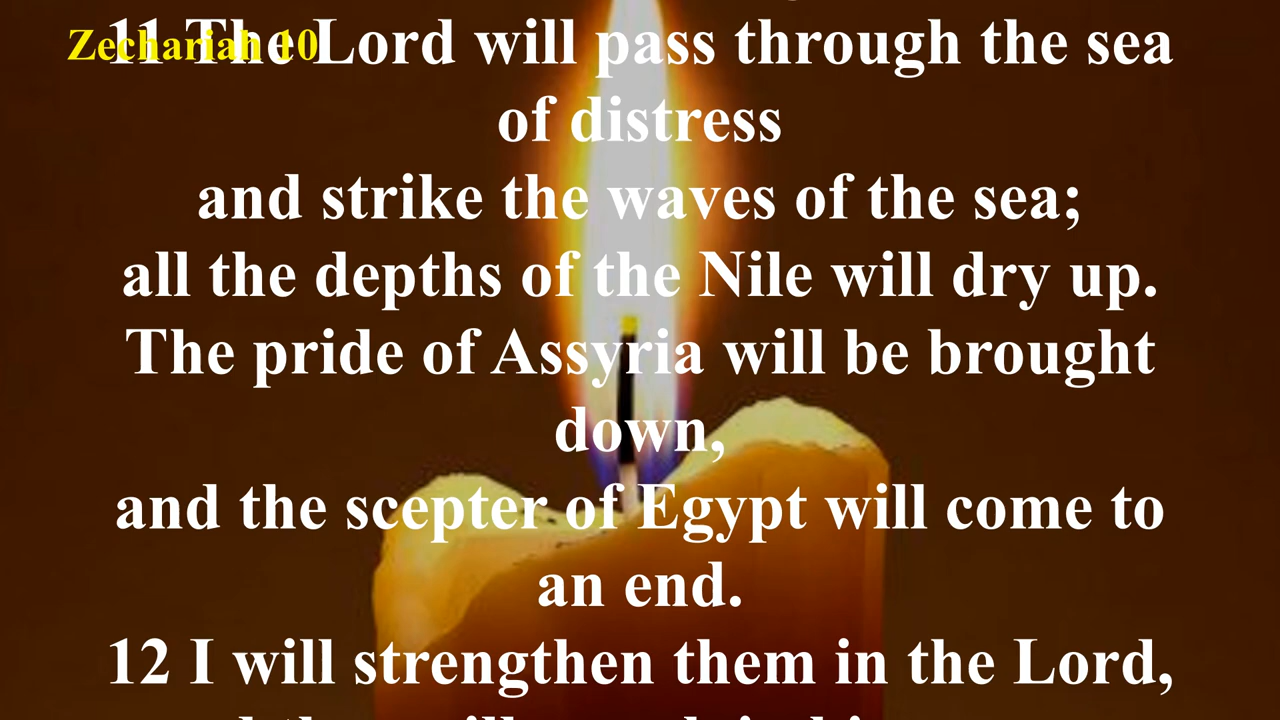 Zechariah 10
11 The Lord will pass through the sea
of distress
and strike the waves of the sea;
all the depths of the Nile will dry up.
The pride of Assyria will be brought
down,
and the scepter of Egypt will come to
an end.
12 I will strengthen them in the Lord,